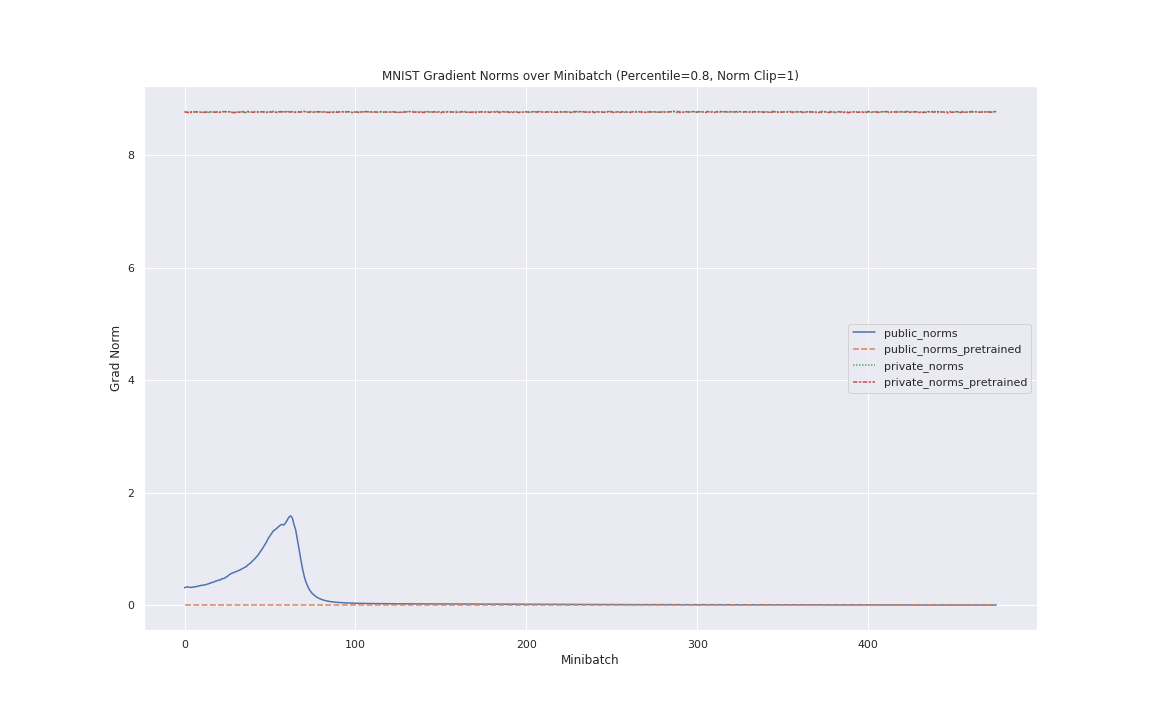 MNIST Gradient Norms over Minibatch (Percentile=0.8, Norm Clip=1)
8
6
4
2
0
Grad Norm
public_norms
public_norms_pretrained
private_norms
private_norms_pretrained
0 100 200 300 400
Minibatch